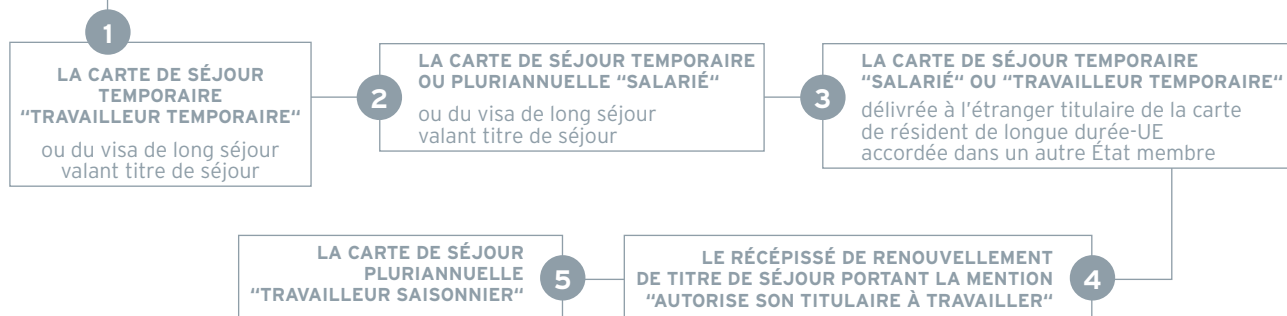 1
LA CARTE DE SÉJOUR
TEMPORAIRE
“TRAVAILLEUR TEMPORAIRE“
ou du visa de long séjour
valant titre de séjour
2
LA CARTE DE SÉJOUR TEMPORAIRE
OU PLURIANNUELLE “SALARIÉ“
ou du visa de long séjour
valant titre de séjour
3
LA CARTE DE SÉJOUR TEMPORAIRE
“SALARIÉ“ OU “TRAVAILLEUR TEMPORAIRE“
délivrée à l’étranger titulaire de la carte
de résident de longue durée-UE
accordée dans un autre État membre
4
LE RÉCÉPISSÉ DE RENOUVELLEMENT
DE TITRE DE SÉJOUR PORTANT LA MENTION
“AUTORISE SON TITULAIRE À TRAVAILLER“
5
LA CARTE DE SÉJOUR
PLURIANNUELLE
“TRAVAILLEUR SAISONNIER“